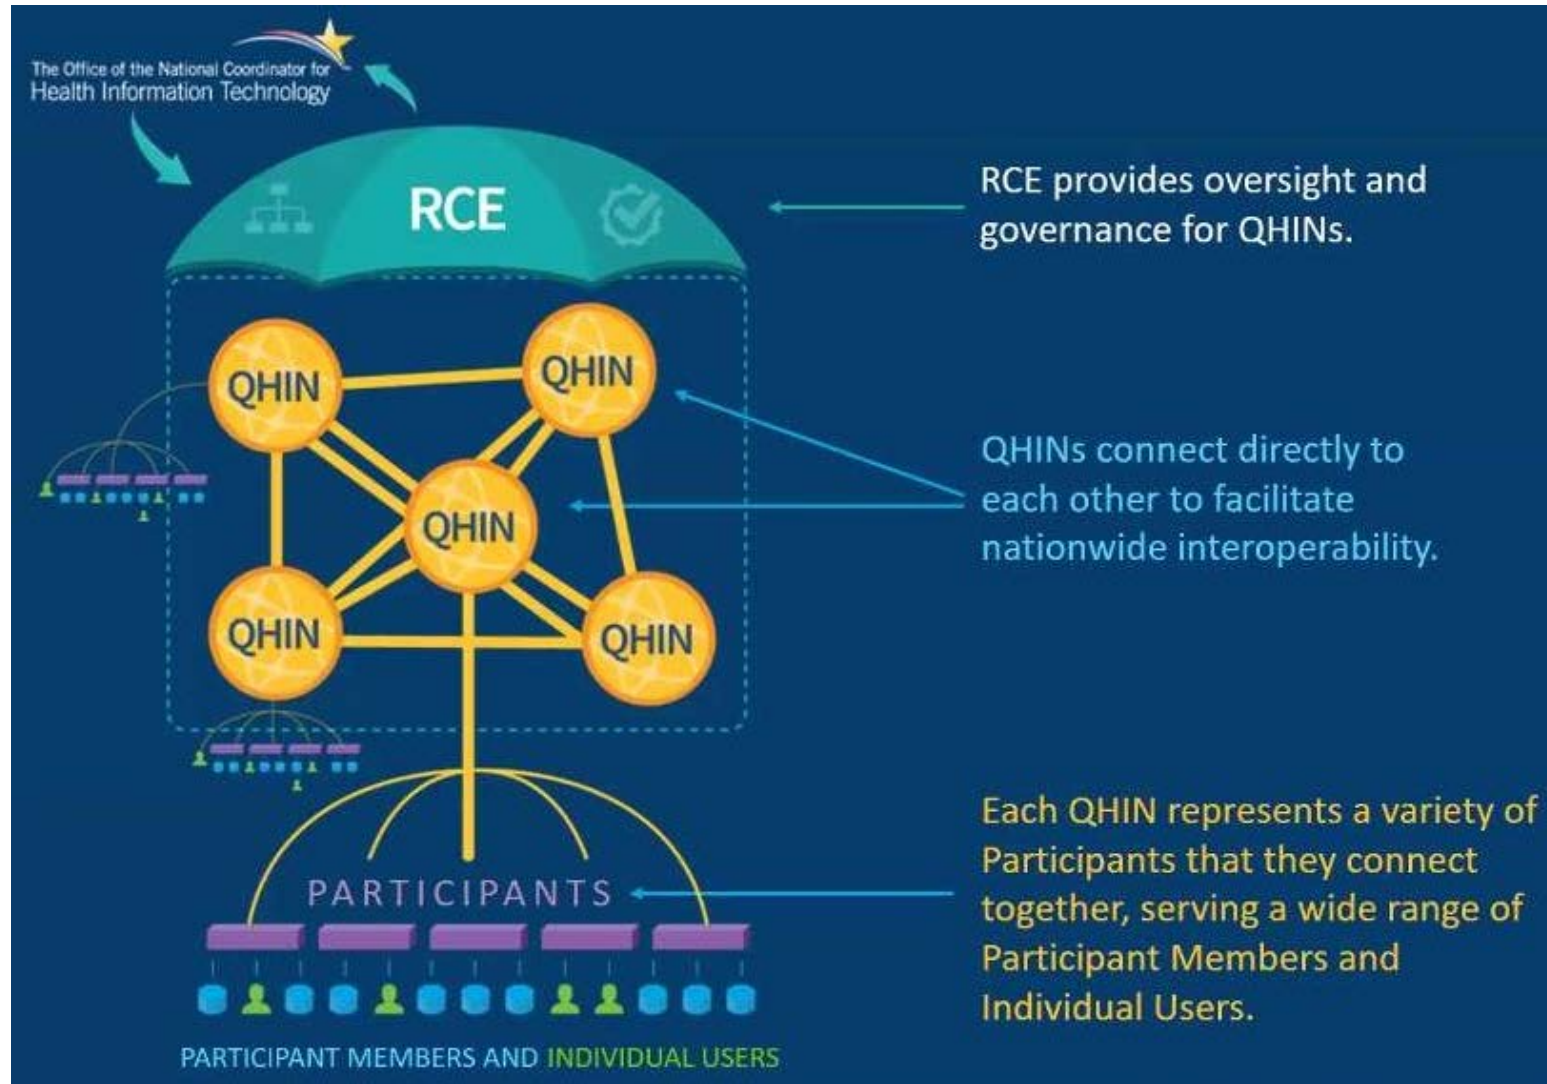 The Office of the National Coordinator for
Health Information Technology
RCE
RCE provides oversight and
governance for QHINs.
QHIN
QHIN
QHIN
QHIN
QHIN
QHINs connect directly to
each other to facilitate
nationwide interoperability.
PARTICIPANTS
Each QHIN represents a variety of
Participants that they connect
together, serving a wide range of
Participant Members and
Individual Users.
PARTICIPANT MEMBERS AND INDIVIDUAL USERS